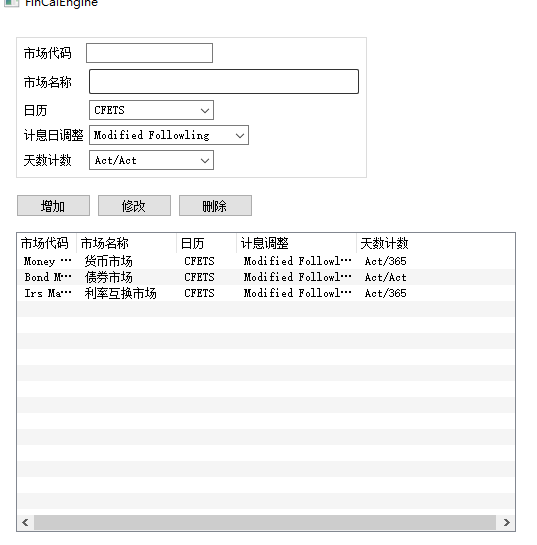 FinCalEngine
市场代码
市场名称
日历 CFETS
计息日调整 Modified Followling
天数计数 Act/Act
增加 修改 删除
市场代码 市场名称 日历 计息调整 天数计数
Money ... 货币市场 CFETS Modified Followl... Act/365
Bond M... 债券市场 CFETS Modified Followl... Act/Act
Irs Ma... 利率互换市场 CFETS Modified Followl... Act/365